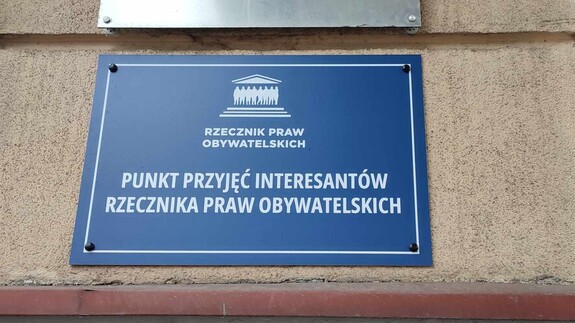 RZECZNIK PRAW
OBYWATELSKICH
PUNKT PRZYJĘĆ INTERESANTÓW
RZECZNIKA PRAW OBYWATELSKICH